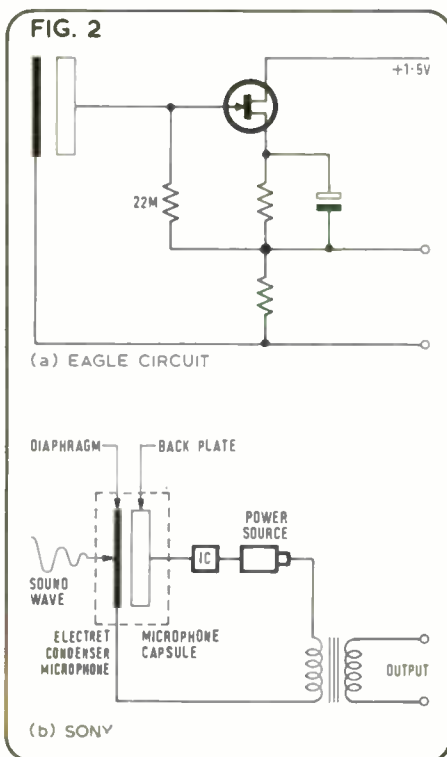 FIG. 2
+1·5V
22M
(a) EAGLE CIRCUIT
DIAPHRAGM
BACK PLATE
POWER
SOURCE
IC
SOUND
WAVE
ELECTRET
CONDENSER
MICROPHONE
MICROPHONE
CAPSULE
OUTPUT
(b) SONY